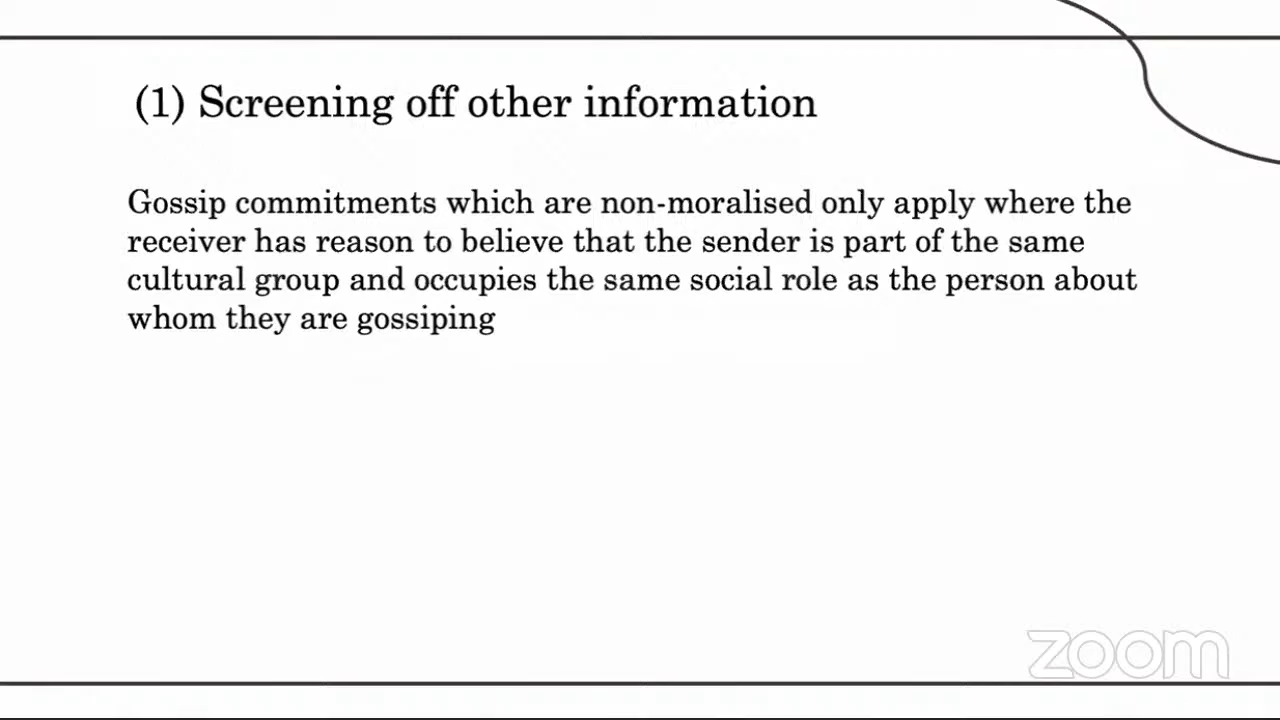 (1) Screening off other information
Gossip commitments which are non-moralised only apply where the
receiver has reason to believe that the sender is part of the same
cultural group and occupies the same social role as the person about
whom they are gossiping
zoom